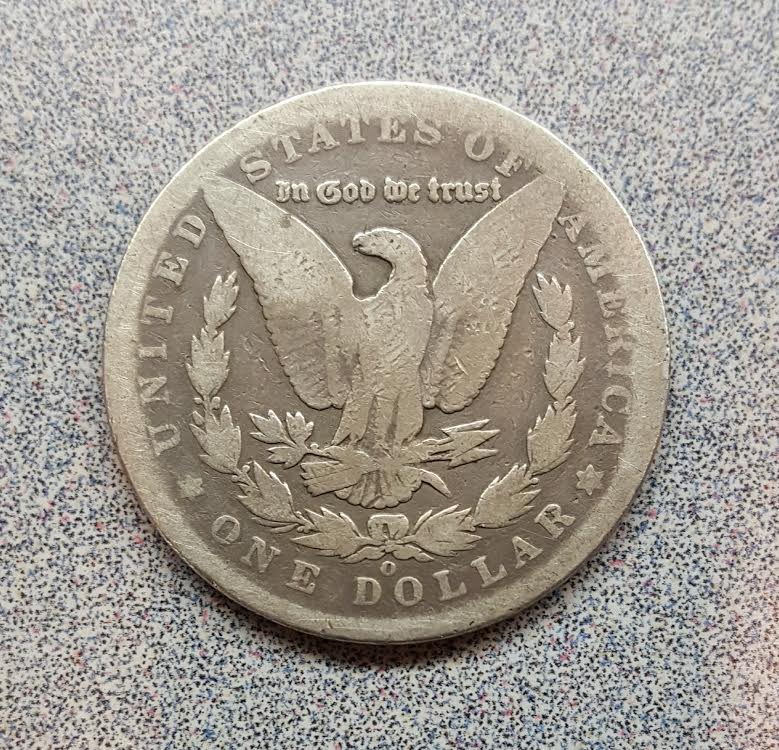 UNITED STATES OF AMERICA
In God we trust
O
ONE DOLLAR